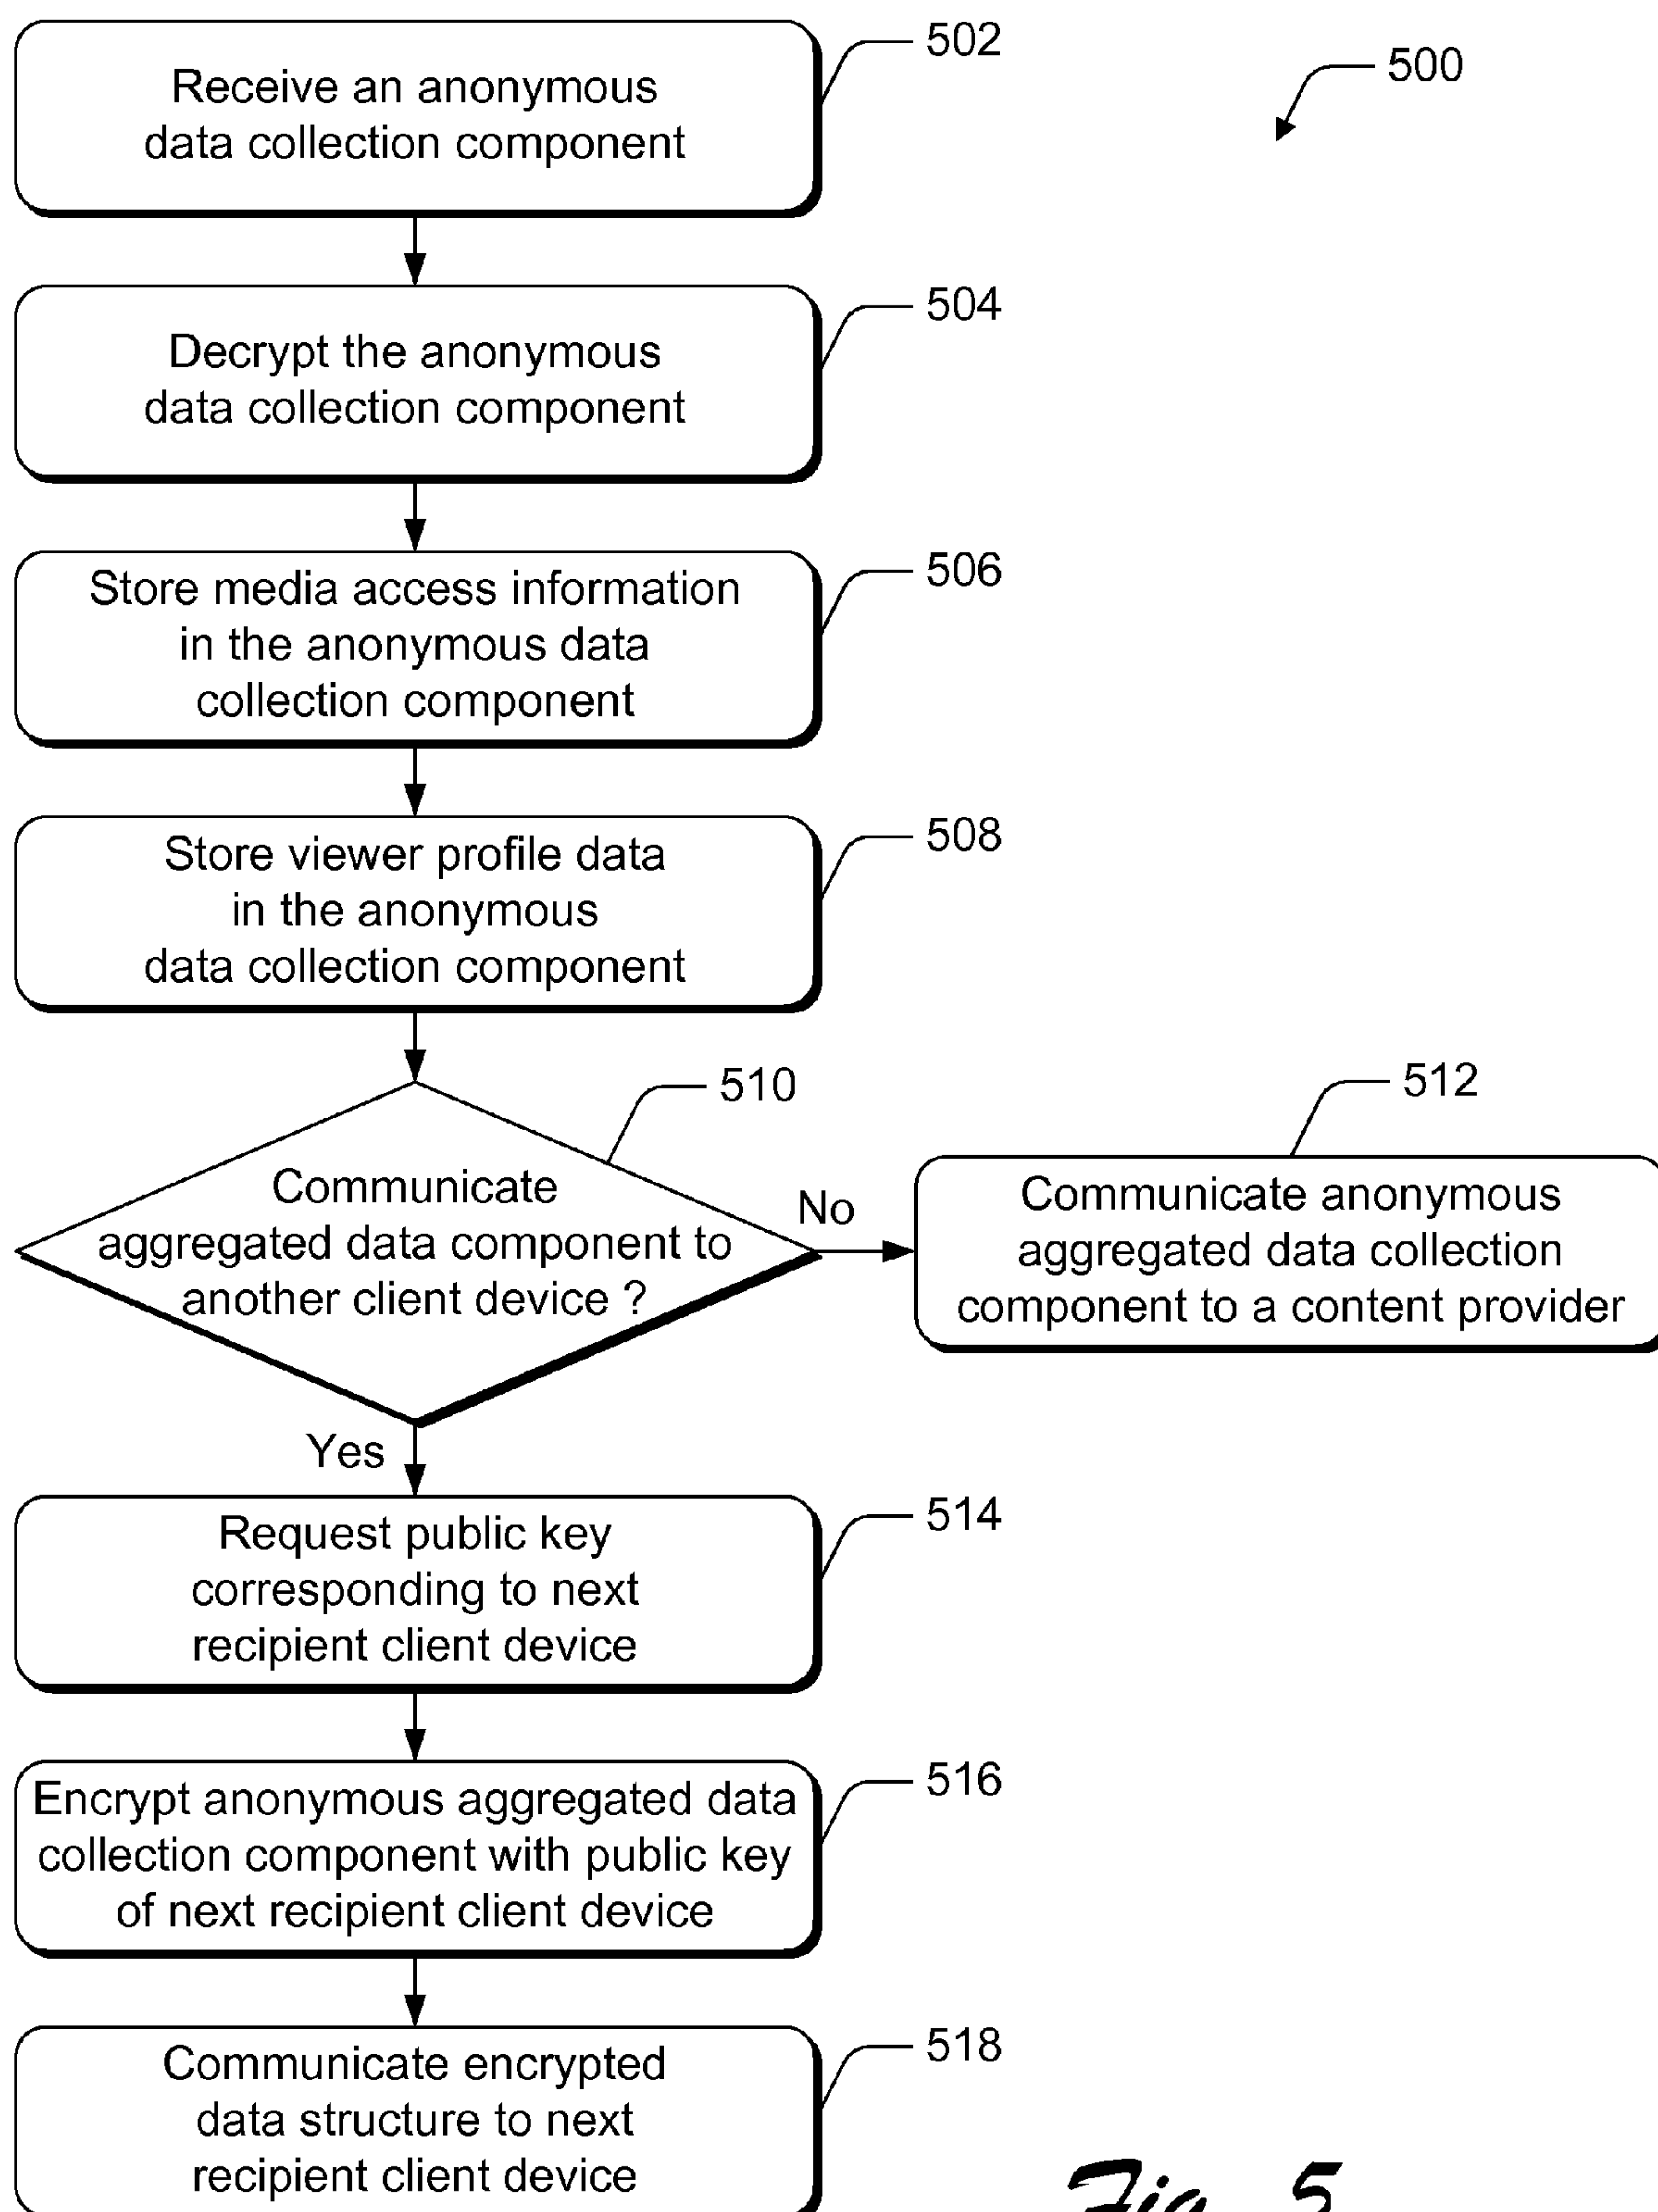 Receive an anonymous
data collection component
502
500
Decrypt the anonymous
data collection component
504
Store media access information
in the anonymous data
collection component
506
Store viewer profile data
in the anonymous
data collection component
508
Communicate
aggregated data component to
another client device ?
510
No
Communicate anonymous
aggregated data collection
component to a content provider
512
Yes
Request public key
corresponding to next
recipient client device
514
Encrypt anonymous aggregated data
collection component with public key
of next recipient client device
516
Communicate encrypted
data structure to next
recipient client device
518
Fig. 5